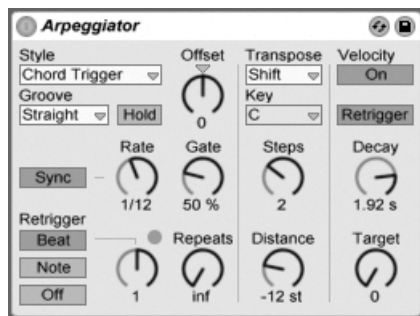 Arpeggiator
Style Offset Transpose Velocity
Chord Trigger Shift On
Groove Key
Straight Hold 0 C Retrigger
Rate Gate Steps Decay
Sync
1/12 50 % 2 1.92 s
Retrigger
Beat Repeats Distance Target
Note
Off 1 inf -12 st 0